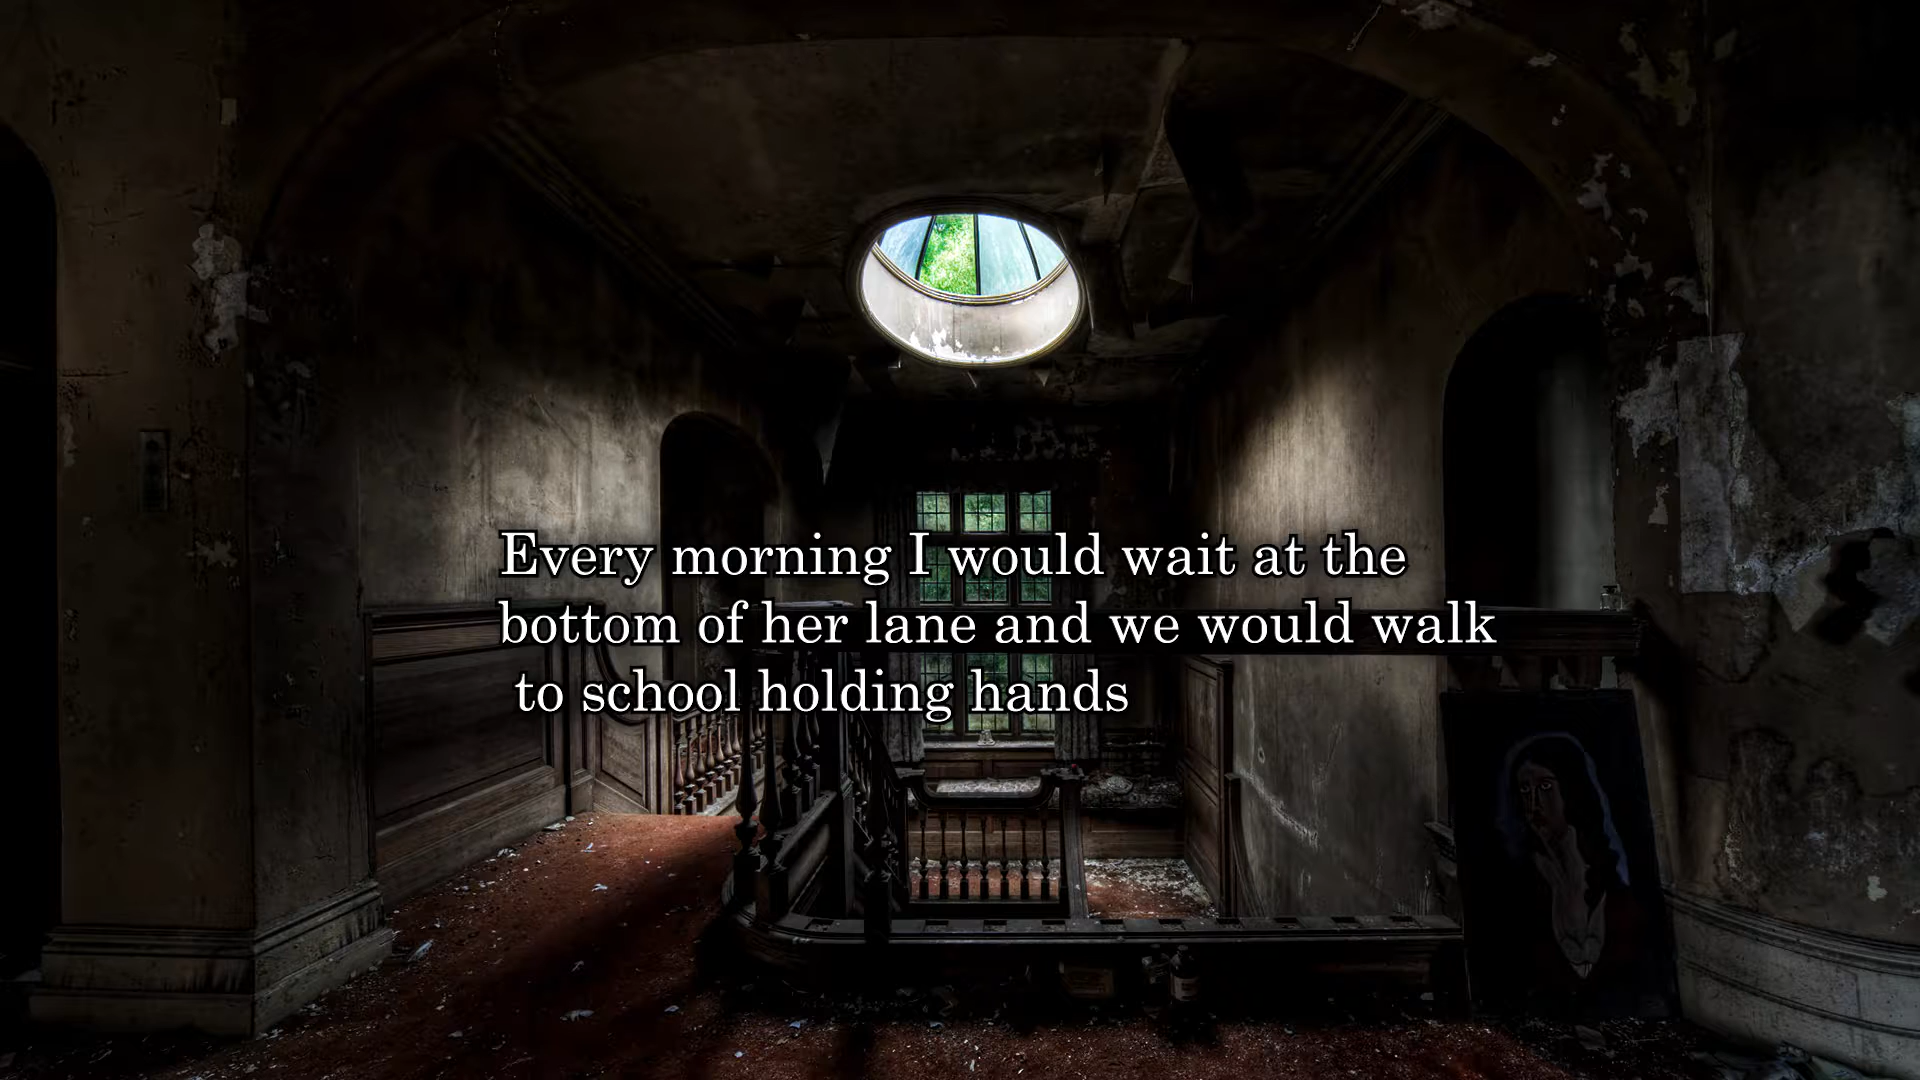 Every morning I would wait at the
bottom of her lane and we would walk
to school holding hands